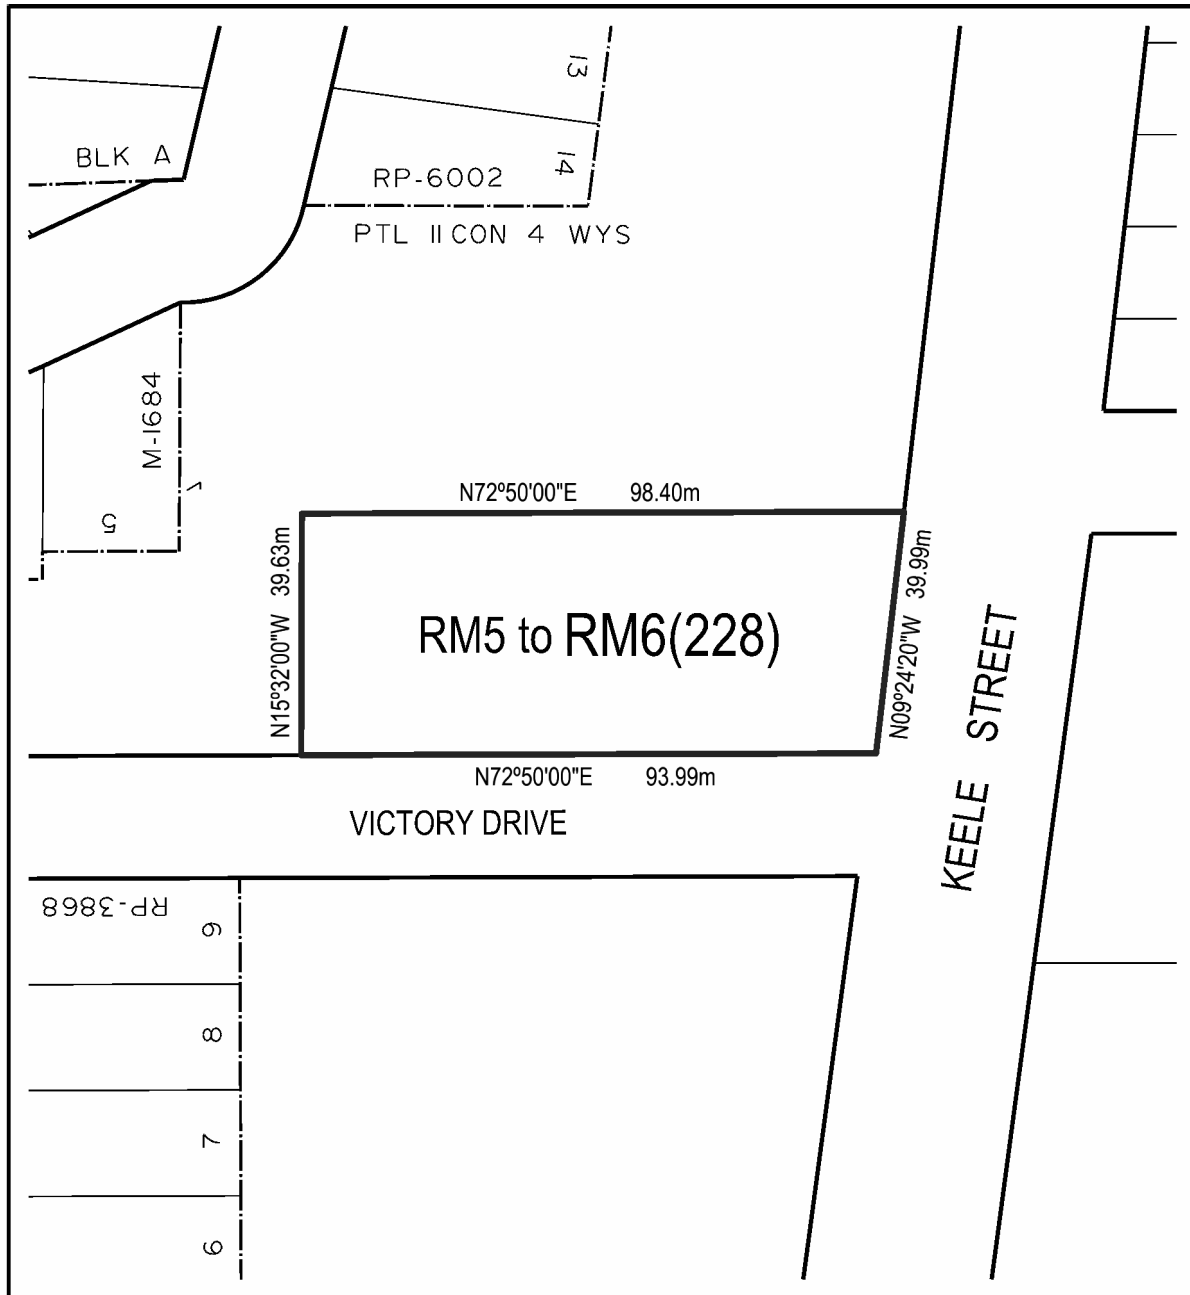 13
BLK A
14
RP-6002
PTL 11 CON 4 WYS
M-1684
7
5
N72º50'00"E 98.40m
N15º32'00"W 39.63m
RM5 to RM6(228)
N09º24'20"W 39.99m
KEELE STREET
N72º50'00"E 93.99m
VICTORY DRIVE
RP-3868
9
8
7
6